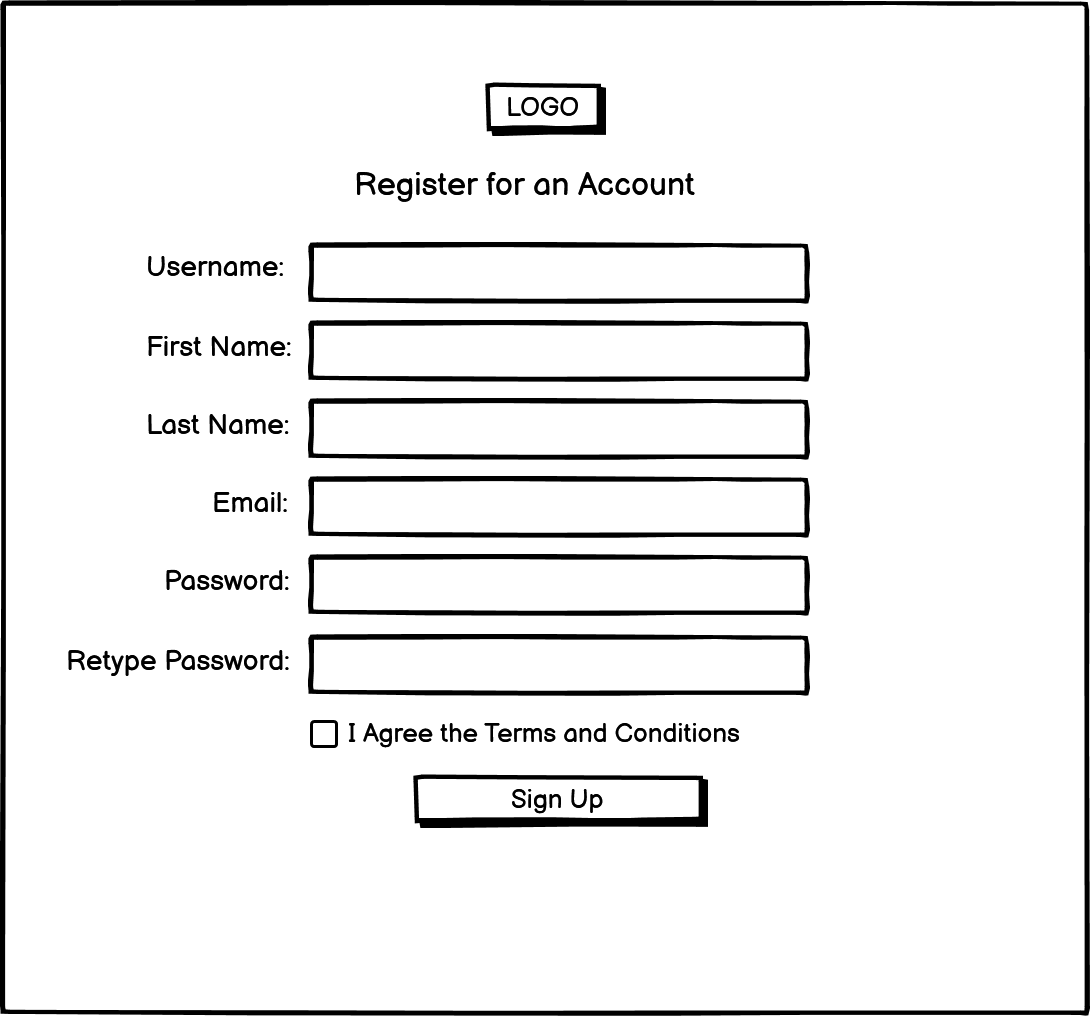 LOGO
Register for an Account
Username:
First Name:
Last Name:
Email:
Password:
Retype Password:
I Agree the Terms and Conditions
Sign Up